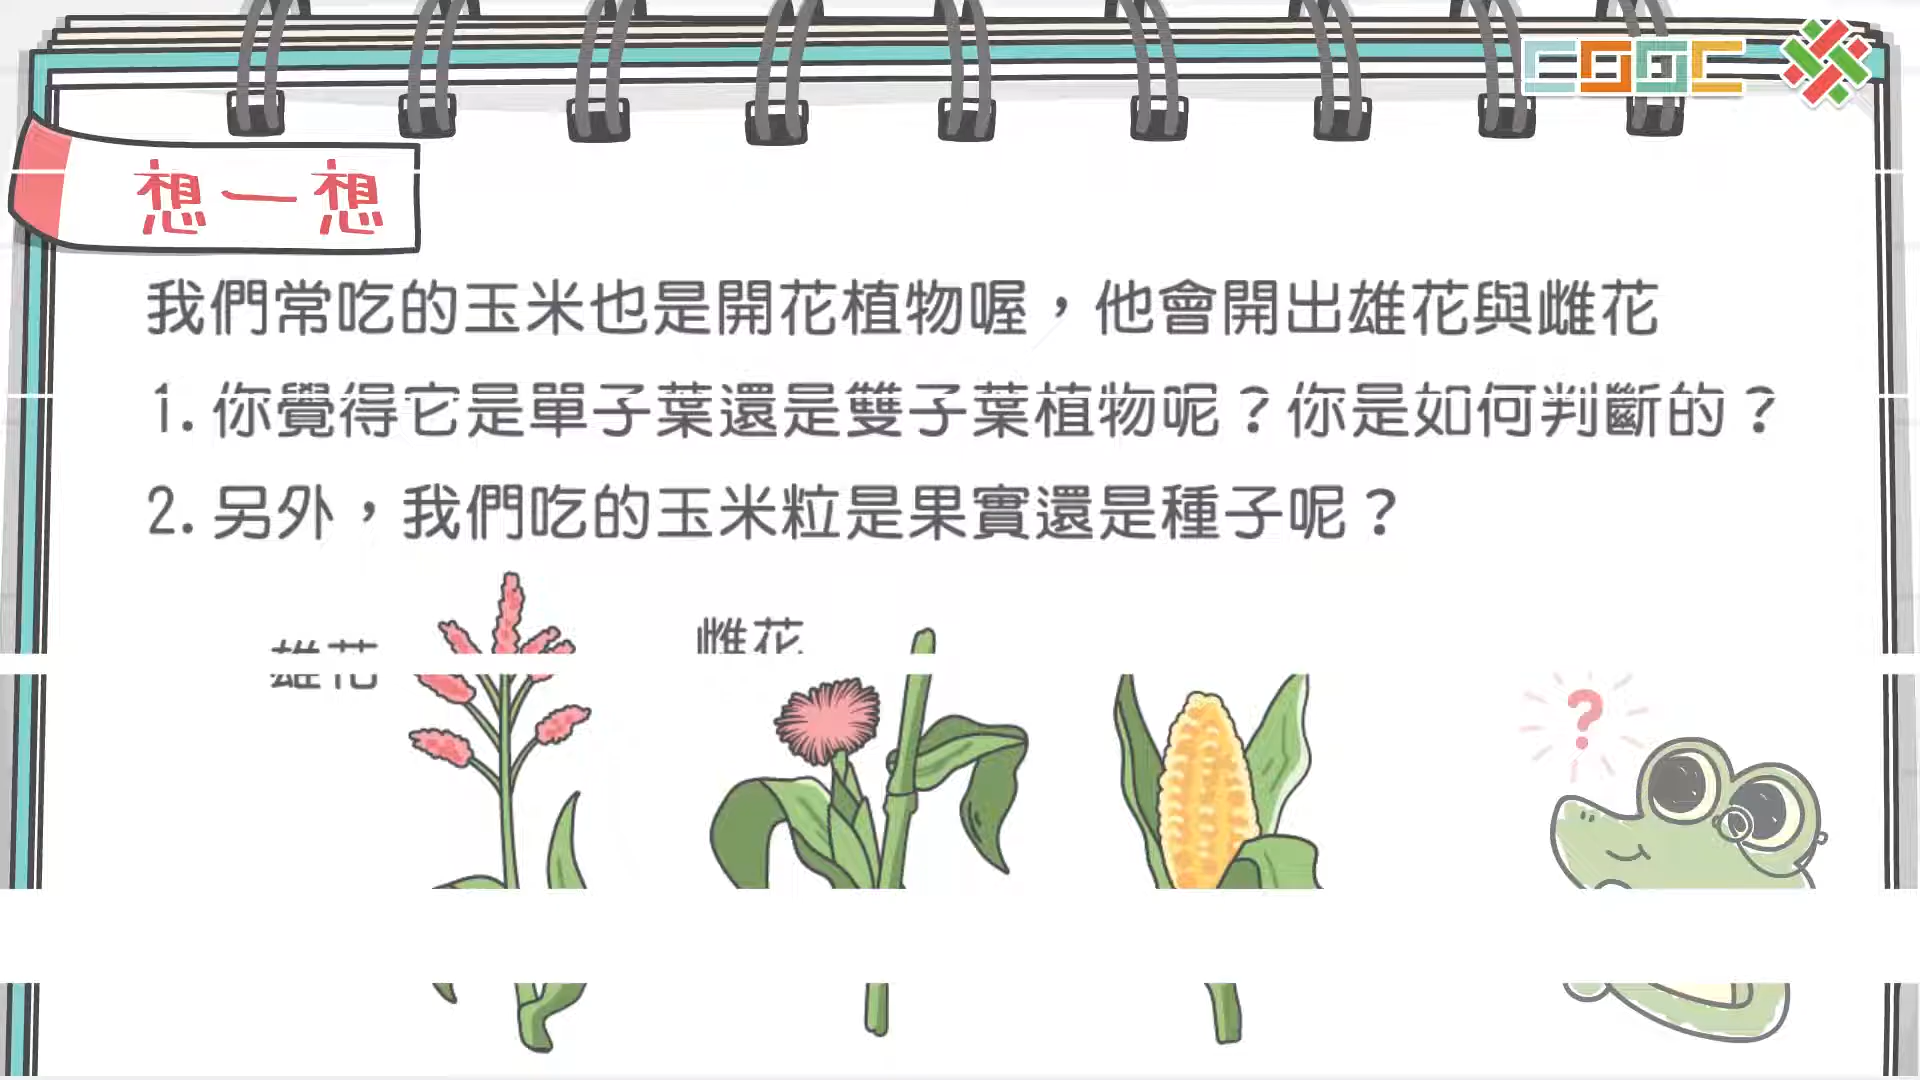 想一想
我們常吃的玉米也是開花植物喔，他會開出雄花與雌花
1. 你覺得它是單子葉還是雙子葉植物呢？你是如何判斷的？
2. 另外，我們吃的玉米粒是果實還是種子呢？
雄花
雌花
?